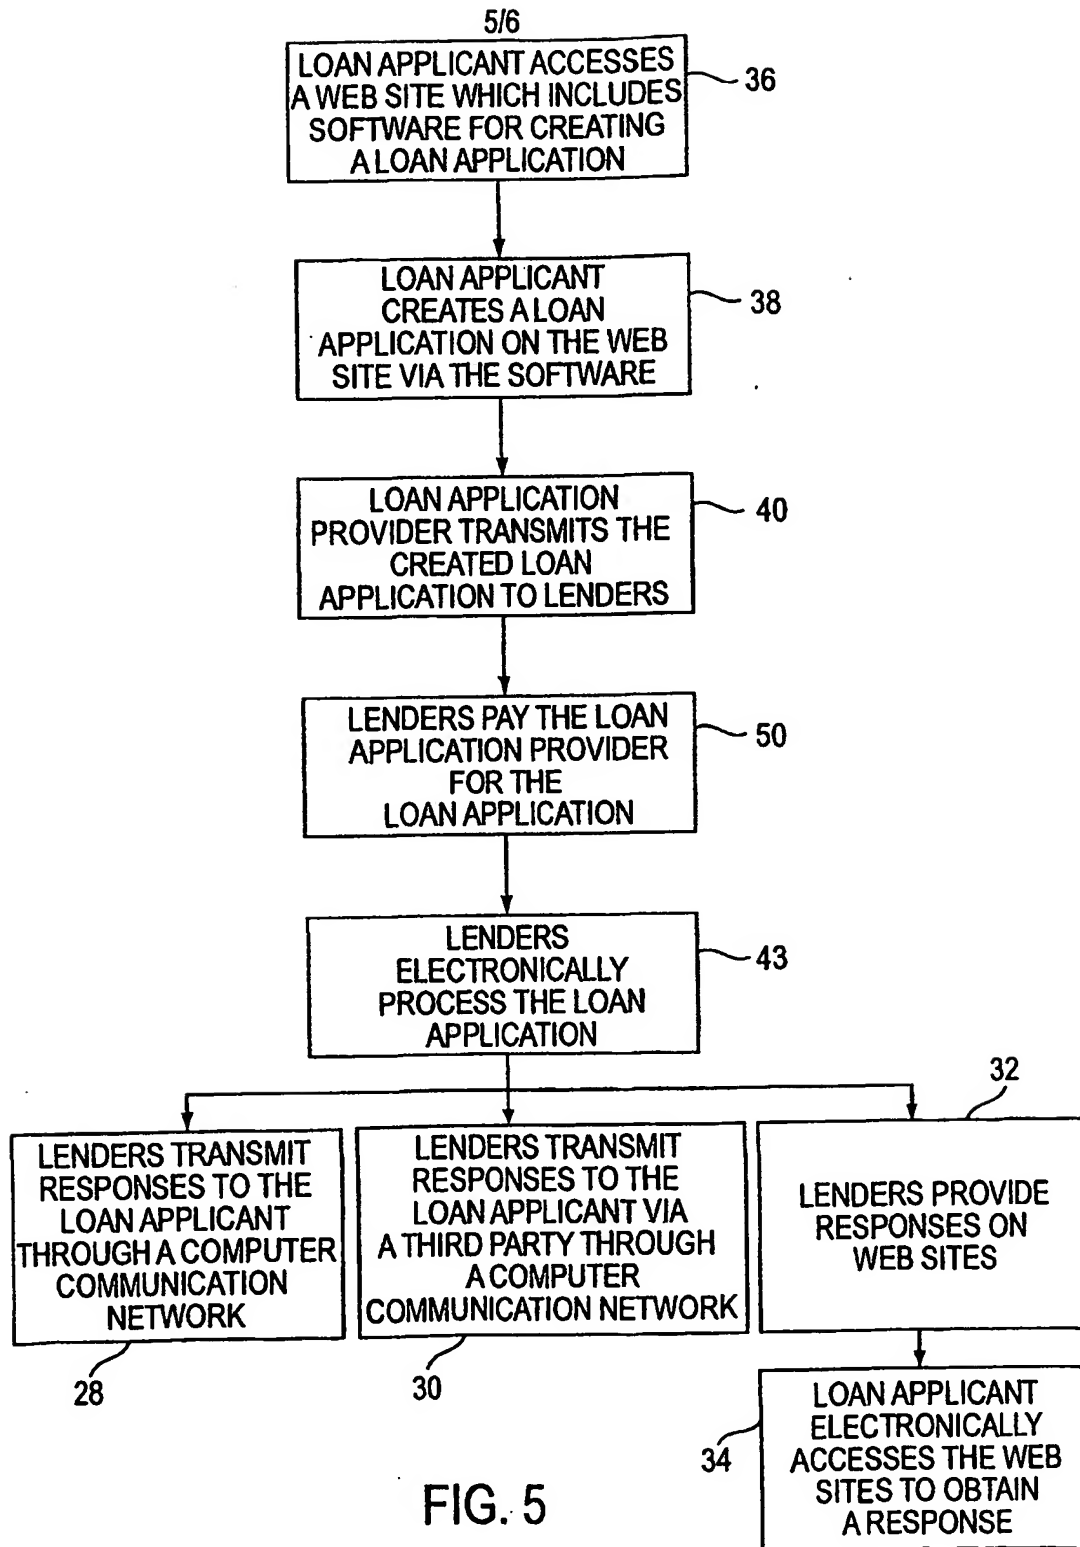 5/6
LOAN APPLICANT ACCESSES
A WEB SITE WHICH INCLUDES
SOFTWARE FOR CREATING
A LOAN APPLICATION
36
LOAN APPLICANT
CREATES A LOAN
APPLICATION ON THE WEB
SITE VIA THE SOFTWARE
38
LOAN APPLICATION
PROVIDER TRANSMITS THE
CREATED LOAN
APPLICATION TO LENDERS
40
LENDERS PAY THE LOAN
APPLICATION PROVIDER
FOR THE
LOAN APPLICATION
50
LENDERS
ELECTRONICALLY
PROCESS THE LOAN
APPLICATION
43
LENDERS TRANSMIT
RESPONSES TO THE
LOAN APPLICANT
THROUGH A COMPUTER
COMMUNICATION
NETWORK
28
LENDERS TRANSMIT
RESPONSES TO THE
LOAN APPLICANT VIA
A THIRD PARTY THROUGH
A COMPUTER
COMMUNICATION NETWORK
30
32
LENDERS PROVIDE
RESPONSES ON
WEB SITES
LOAN APPLICANT
ELECTRONICALLY
ACCESSES THE WEB
SITES TO OBTAIN
A RESPONSE
34
FIG. 5